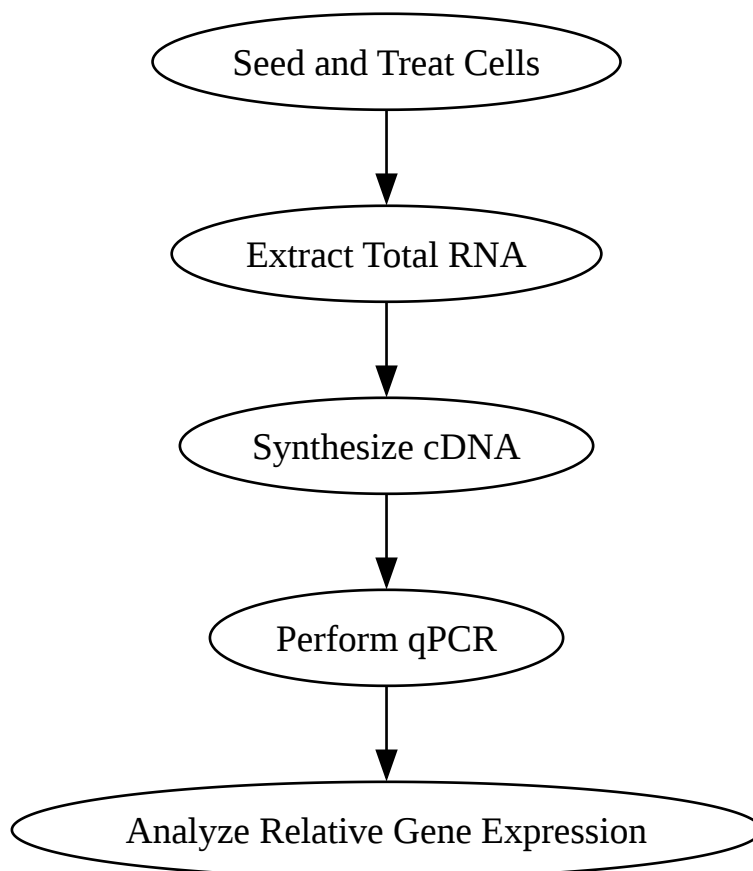 Seed and Treat Cells
Extract Total RNA
Synthesize cDNA
Perform qPCR
Analyze Relative Gene Expression